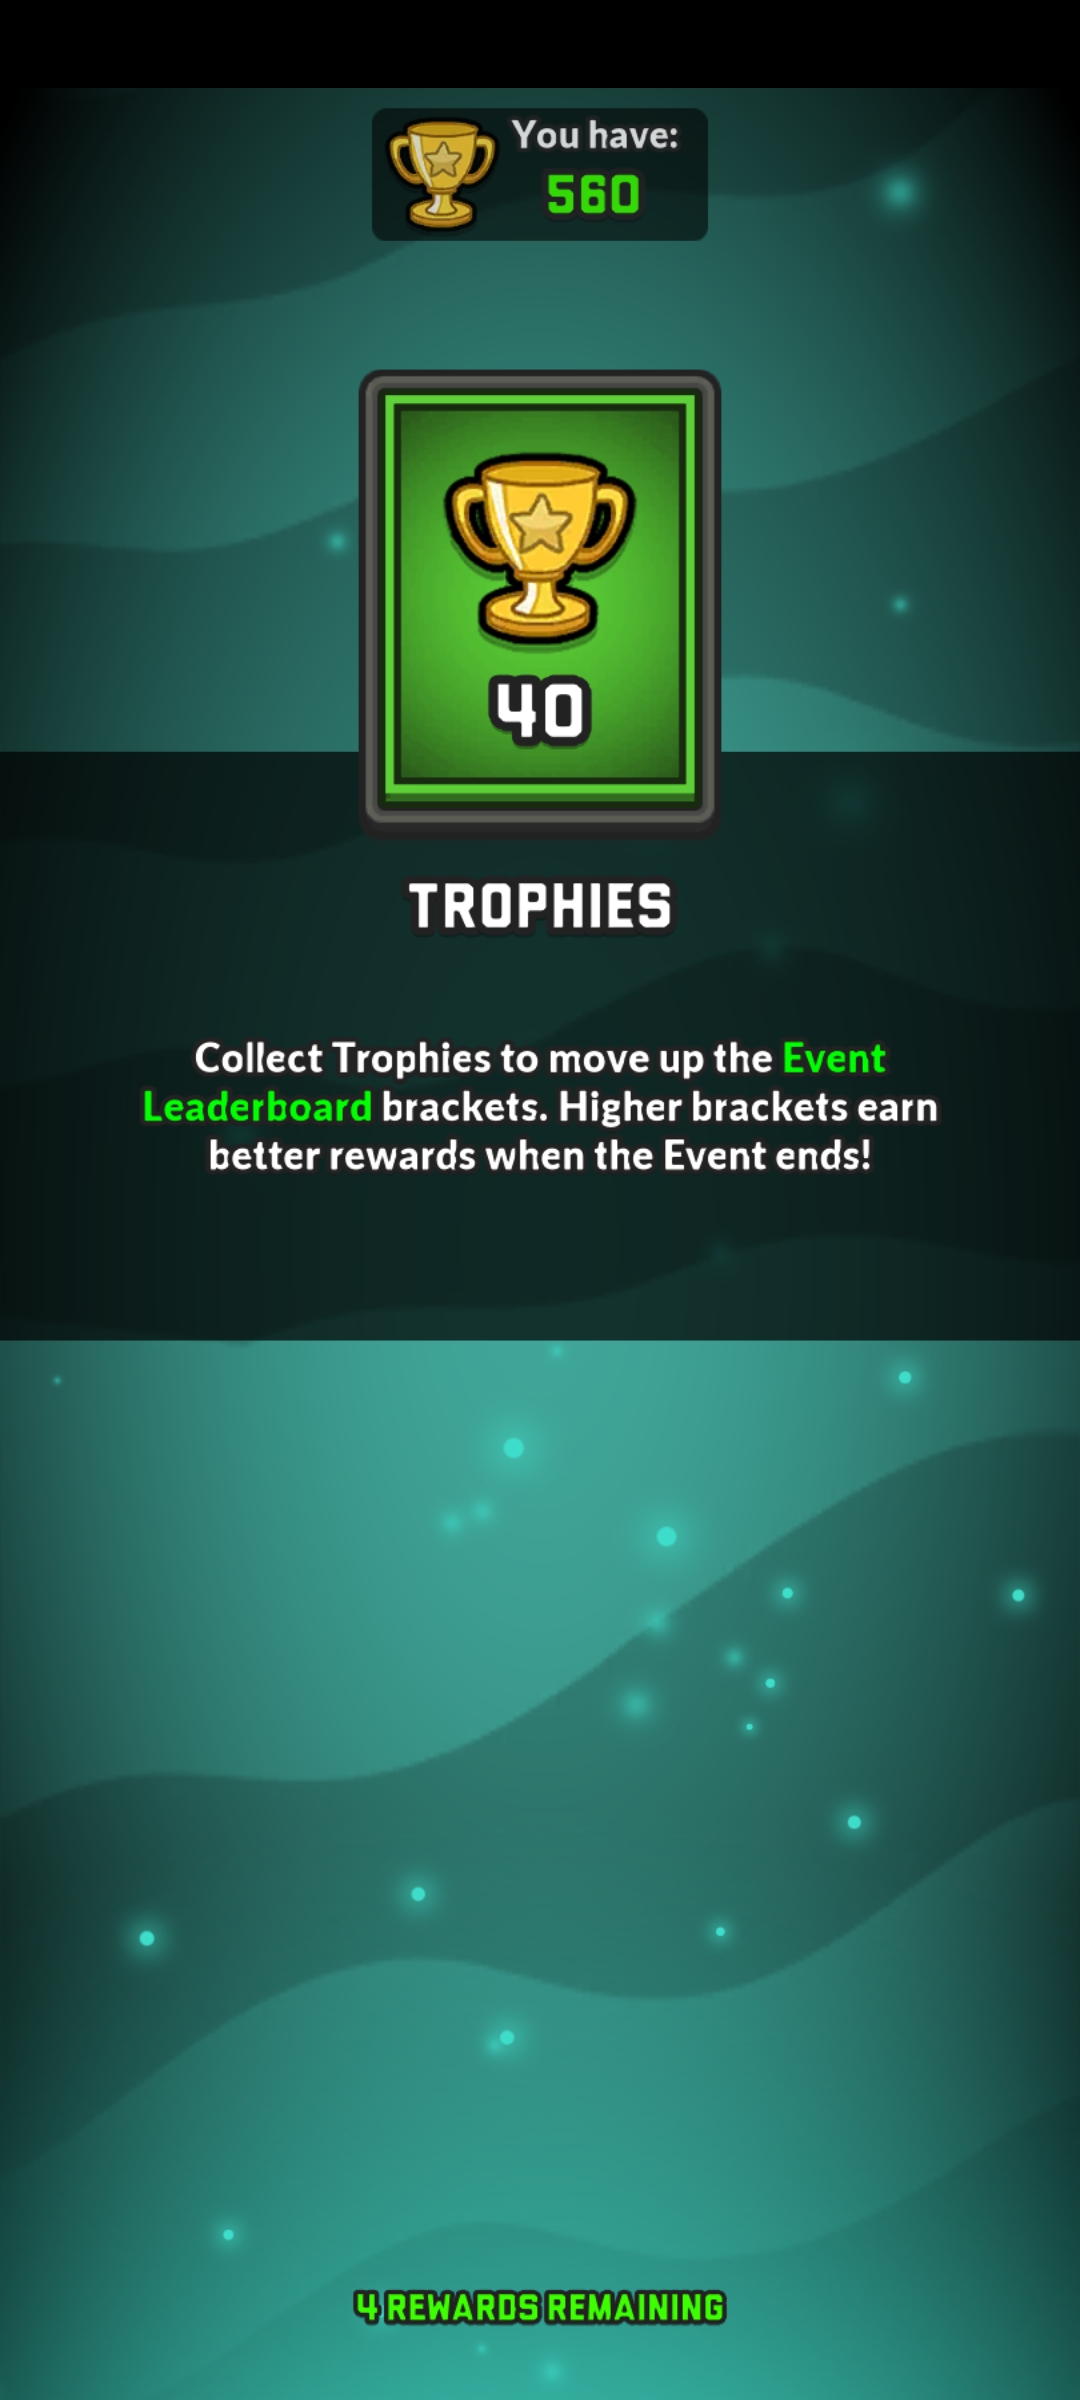 You have:
560
40
TROPHIES
Collect Trophies to move up the Event
Leaderboard brackets. Higher brackets earn
better rewards when the Event ends!
4 REWARDS REMAINING